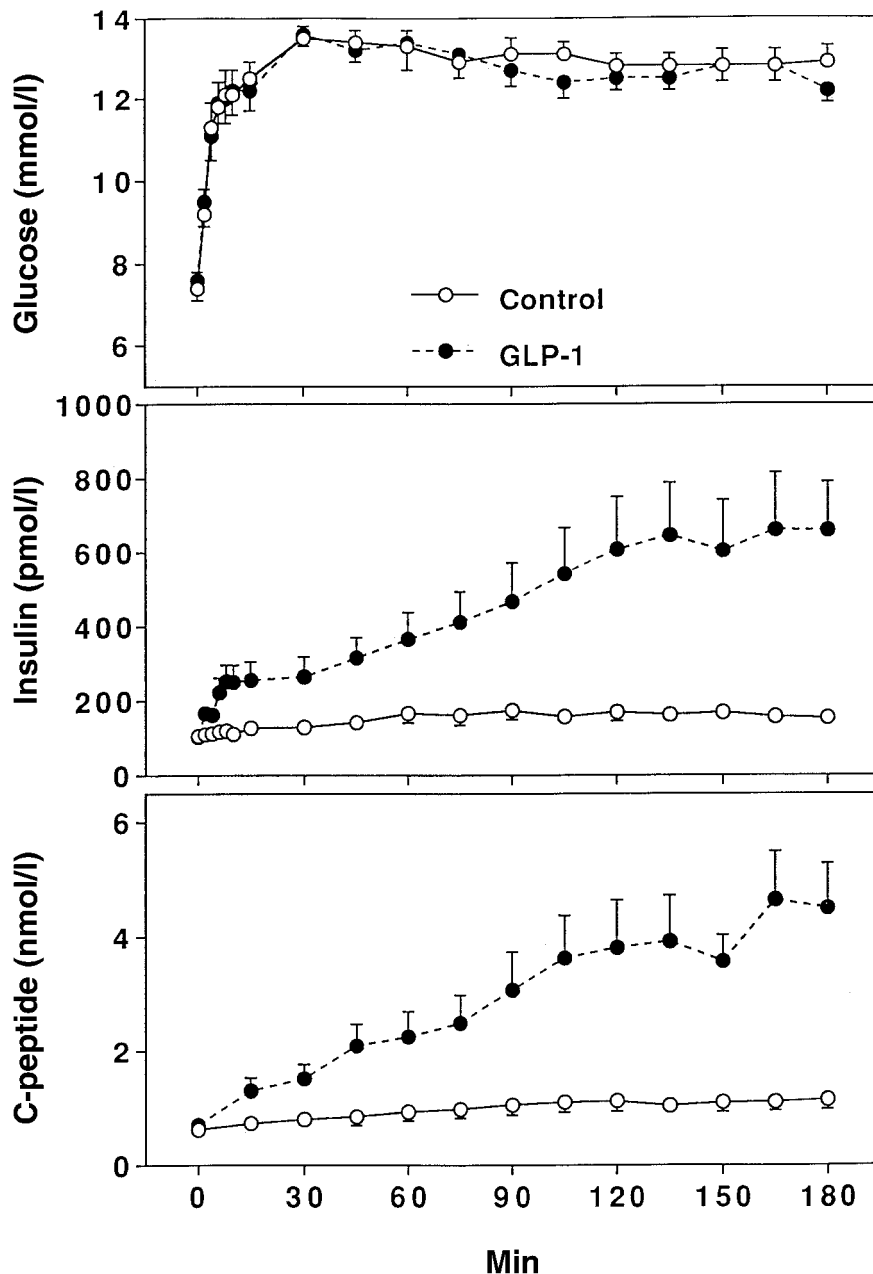 14
12
10
8
6
Glucose (mmol/l)
Control
GLP-1
1000
800
600
400
200
0
Insulin (pmol/l)
6
4
2
0
C-peptide (nmol/l)
0 30 60 90 120 150 180
Min